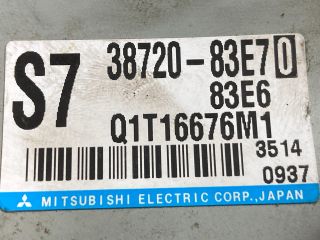 S7 38720-83E70
83E6
Q1T16676M1
3514
0937
MITSUBISHI ELECTRIC CORP., JAPAN